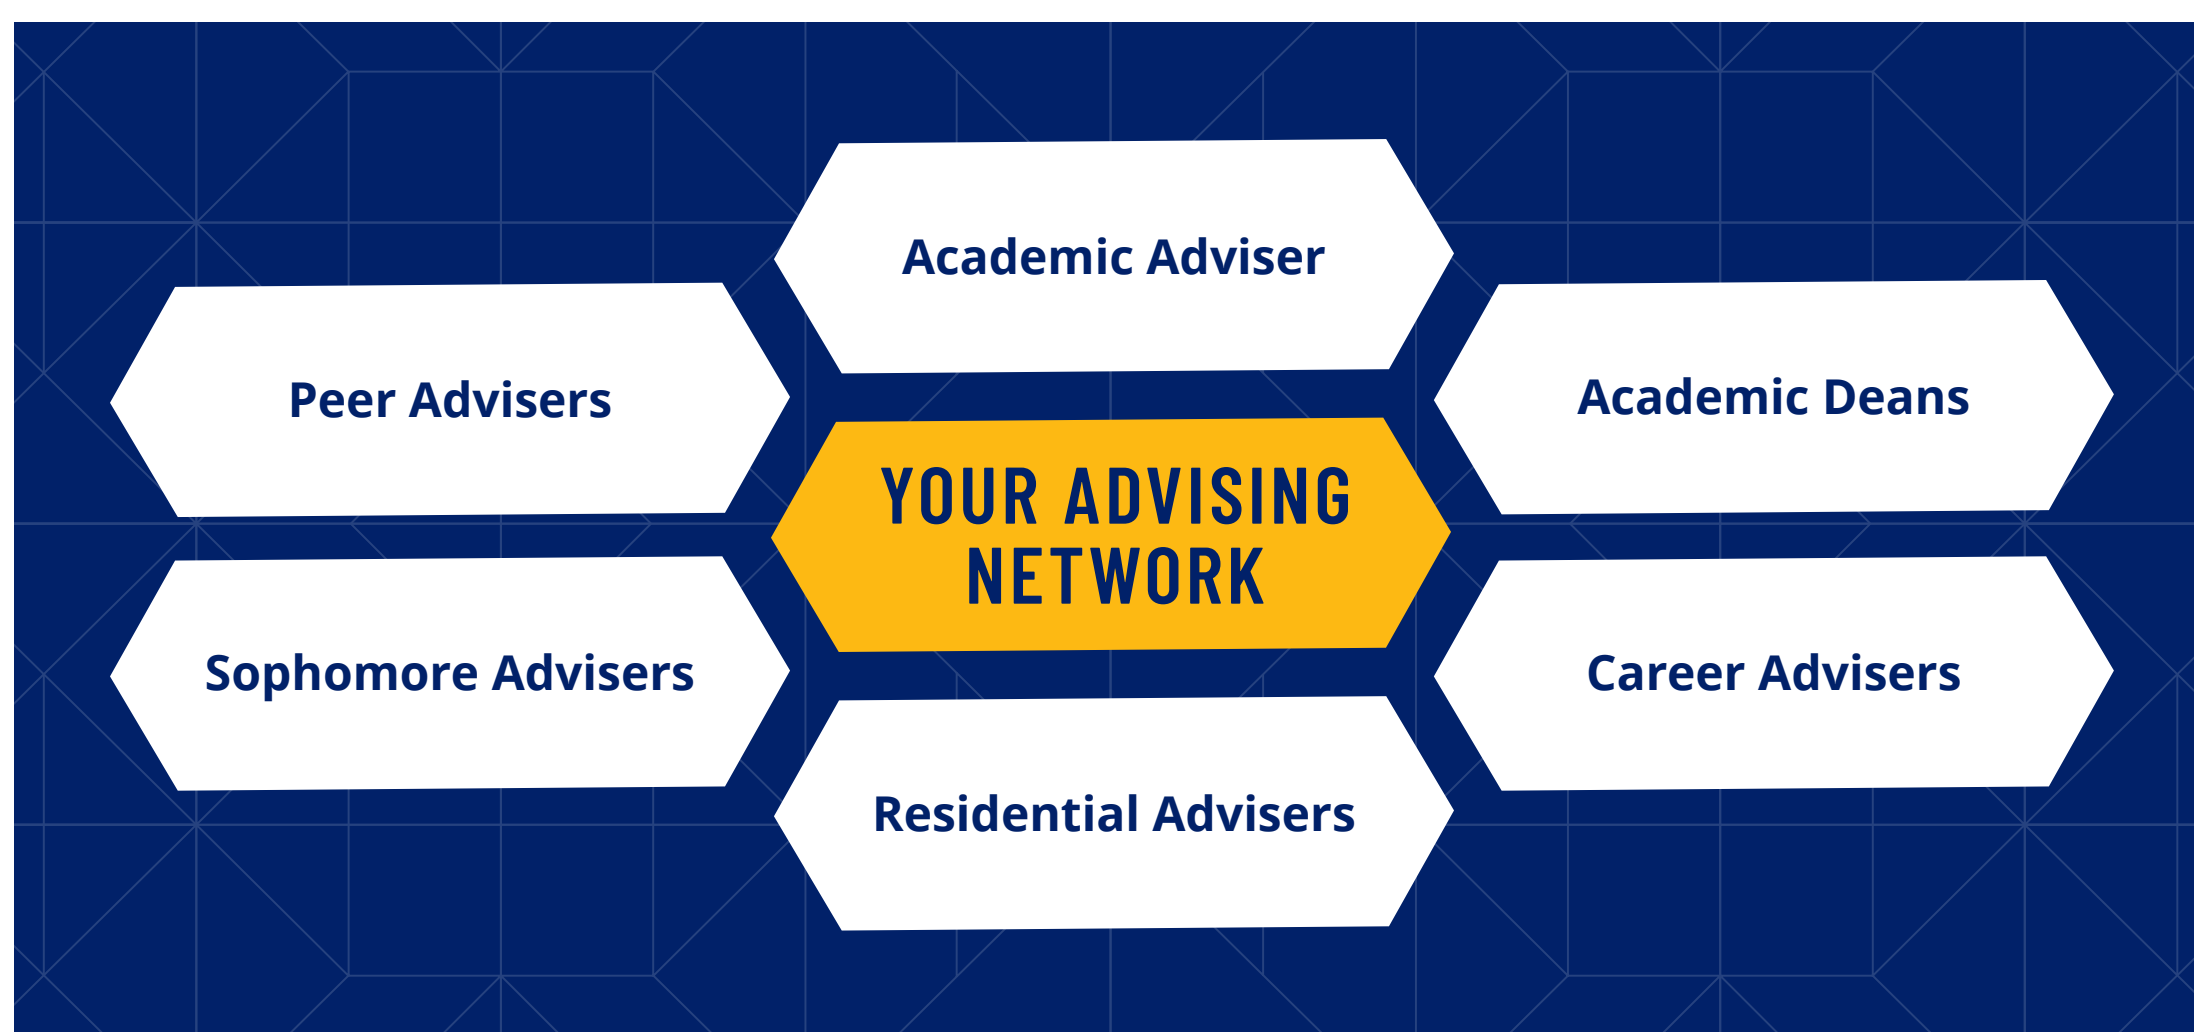 Academic Adviser
Peer Advisers
Academic Deans
YOUR ADVISING
NETWORK
Sophomore Advisers
Career Advisers
Residential Advisers